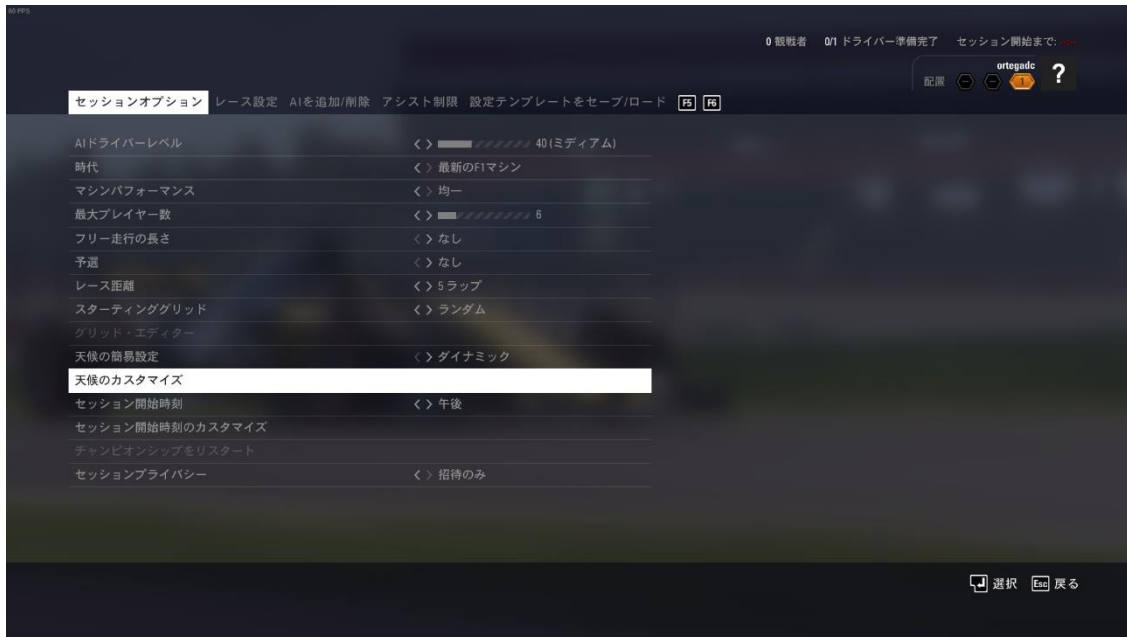 60 FPS
0 観戦者 0/1 ドライバー準備完了 セッション開始まで: --:--
ortegadc
配置 - - 1 ?
セッションオプション レース設定 AIを追加/削除 アシスト制限 設定テンプレートをセーブ/ロード F5 F6
AIドライバーレベル 40(ミディアム)
時代 最新のF1マシン
マシンパフォーマンス 均一
最大プレイヤー数 6
フリー走行の長さ なし
予選 なし
レース距離 5ラップ
スターティンググリッド ランダム
グリッド・エディター
天候の簡易設定 ダイナミック
天候のカスタマイズ
セッション開始時刻 午後
セッション開始時刻のカスタマイズ
チャンピオンシップをリスタート
セッションプライバシー 招待のみ
選択 Esc 戻る